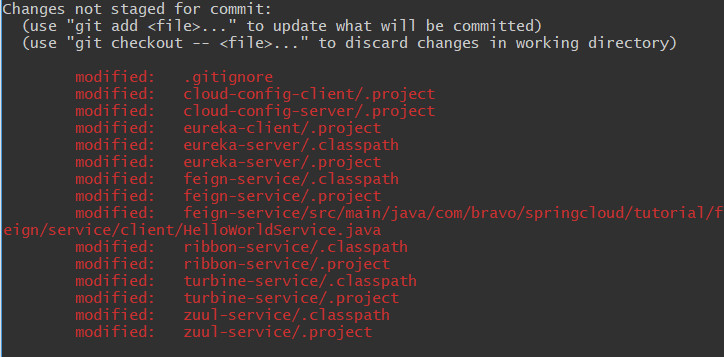 Changes not staged for commit:
  (use "git add <file>..." to update what will be committed)
  (use "git checkout -- <file>..." to discard changes in working directory)
        modified:   .gitignore
        modified:   cloud-config-client/.project
        modified:   cloud-config-server/.project
        modified:   eureka-client/.project
        modified:   eureka-server/.classpath
        modified:   eureka-server/.project
        modified:   feign-service/.classpath
        modified:   feign-service/.project
        modified:   feign-service/src/main/java/com/bravo/springcloud/tutorial/f
eign/service/client/HelloWorldService.java
        modified:   ribbon-service/.classpath
        modified:   ribbon-service/.project
        modified:   turbine-service/.classpath
        modified:   turbine-service/.project
        modified:   zuul-service/.classpath
        modified:   zuul-service/.project